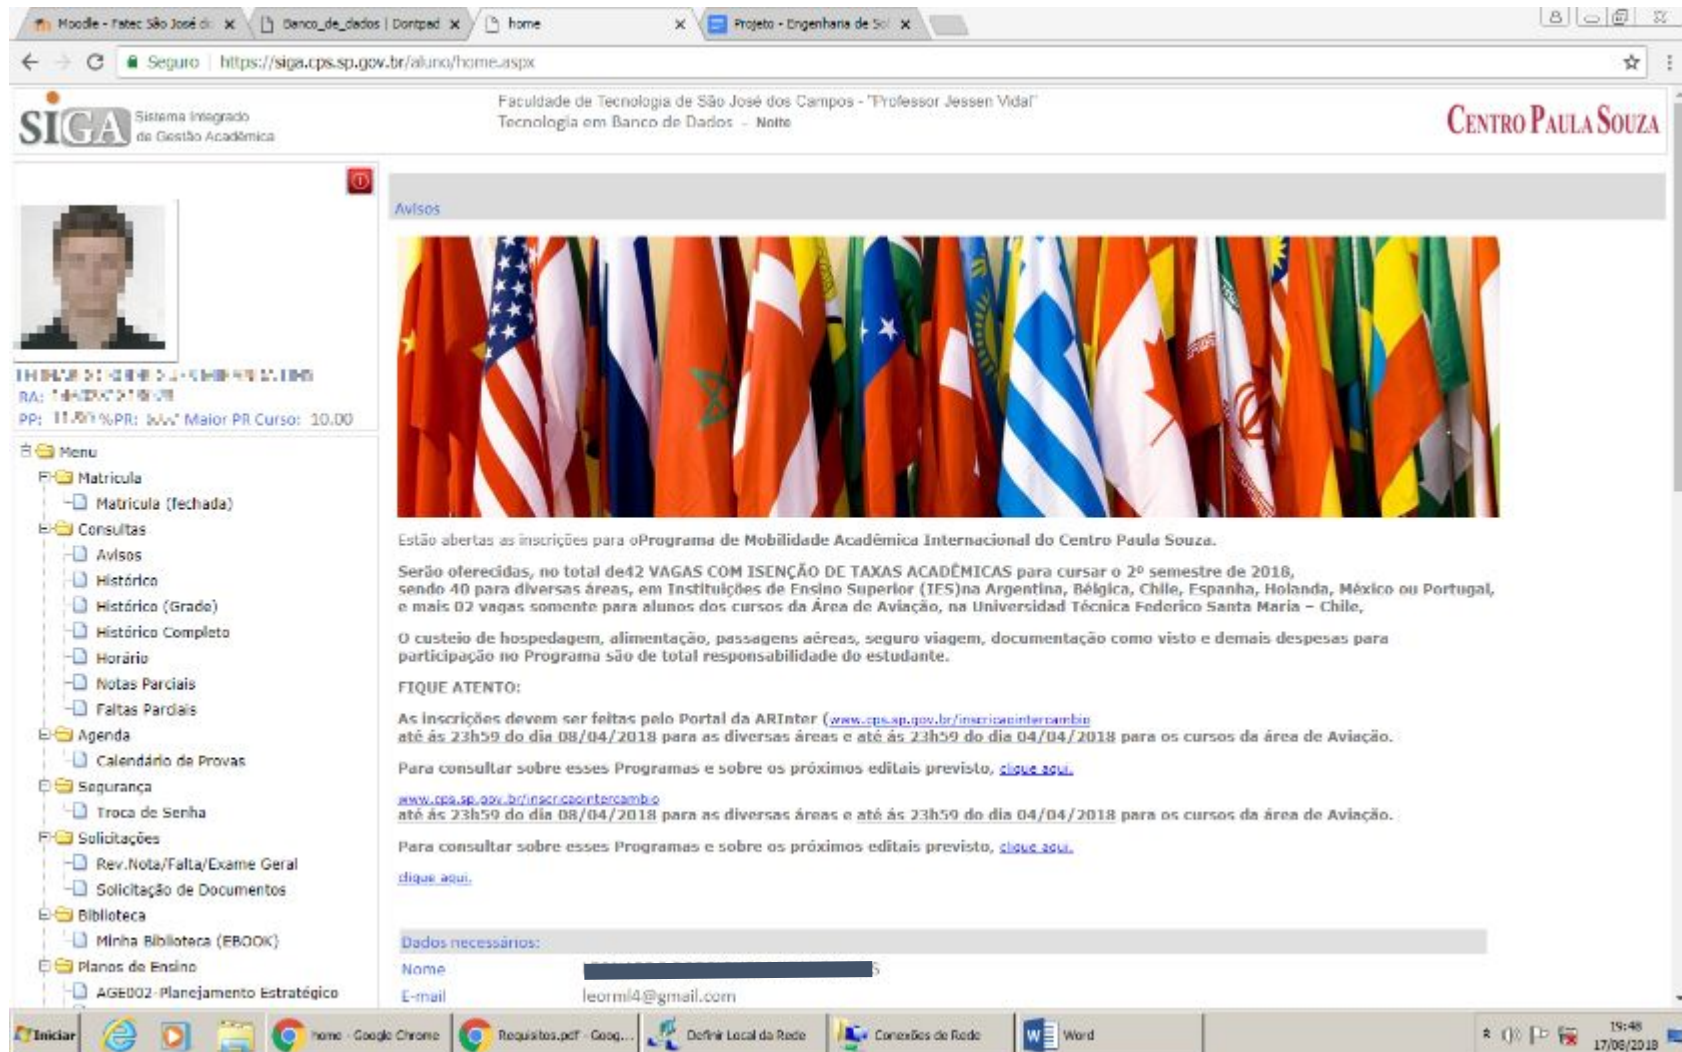 Moodle - Fatec São José d
Banco_de_dados | Dontpad
home
Projeto - Engenharia de So
Seguro | https://siga.cps.sp.gov.br/aluno/home.aspx
SIGA Sistema Integrado
de Gestão Acadêmica
Faculdade de Tecnologia de São José dos Campos - "Professor Jessen Vidal"
Tecnologia em Banco de Dados - Noite
CENTRO PAULA SOUZA
RA:
PP: %PR: Maior PR Curso: 10.00
Menu
Matricula
Matricula (fechada)
Consultas
Avisos
Histórico
Histórico (Grade)
Histórico Completo
Horário
Notas Parciais
Faltas Parciais
Agenda
Calendário de Provas
Segurança
Troca de Senha
Solicitações
Rev.Nota/Falta/Exame Geral
Solicitação de Documentos
Biblioteca
Minha Biblioteca (EBOOK)
Planos de Ensino
AGE002-Planejamento Estratégico
Avisos
Estão abertas as inscrições para oPrograma de Mobilidade Acadêmica Internacional do Centro Paula Souza.
Serão oferecidas, no total de42 VAGAS COM ISENÇÃO DE TAXAS ACADÊMICAS para cursar o 2º semestre de 2018,
sendo 40 para diversas áreas, em Instituições de Ensino Superior (IES)na Argentina, Bélgica, Chile, Espanha, Holanda, México ou Portugal,
e mais 02 vagas somente para alunos dos cursos da Área de Aviação, na Universidad Técnica Federico Santa Maria – Chile,
O custeio de hospedagem, alimentação, passagens aéreas, seguro viagem, documentação como visto e demais despesas para
participação no Programa são de total responsabilidade do estudante.
FIQUE ATENTO:
As inscrições devem ser feitas pelo Portal da ARInter (www.cps.sp.gov.br/inscricaointercambio
até ás 23h59 do dia 08/04/2018 para as diversas áreas e até ás 23h59 do dia 04/04/2018 para os cursos da área de Aviação.
Para consultar sobre esses Programas e sobre os próximos editais previsto, clique aqui.
www.cps.sp.gov.br/inscricaointercambio
até ás 23h59 do dia 08/04/2018 para as diversas áreas e até ás 23h59 do dia 04/04/2018 para os cursos da área de Aviação.
Para consultar sobre esses Programas e sobre os próximos editais previsto, clique aqui.
clique aqui.
Dados necessários:
Nome
E-mail leorml4@gmail.com
Iniciar
home - Google Chrome
Requisitos.pdf - Goog...
Definir Local da Rede
Conexões de Rede
Word
19:48
17/08/2018